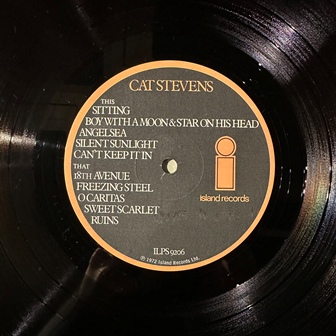 CAT STEVENS
THIS
SITTING
BOY WITH A MOON & STAR ON HIS HEAD
ANGELSEA
SILENT SUNLIGHT
CAN'T KEEP IT IN
THAT
18TH AVENUE
FREEZING STEEL
O CARITAS
SWEET SCARLET
RUINS
island records
ILPS 9206
℗ 1972 Island Records Ltd.